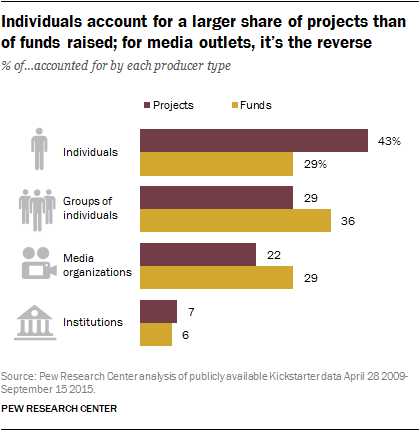 Individuals account for a larger share of projects than
of funds raised; for media outlets, it's the reverse
% of...accounted for by each producer type
Projects Funds
Individuals 43%
29%
Groups of
individuals 29
36
Media
organizations 22
29
Institutions 7
6
Source: Pew Research Center analysis of publicly available Kickstarter data April 28 2009-
September 15 2015.
PEW RESEARCH CENTER